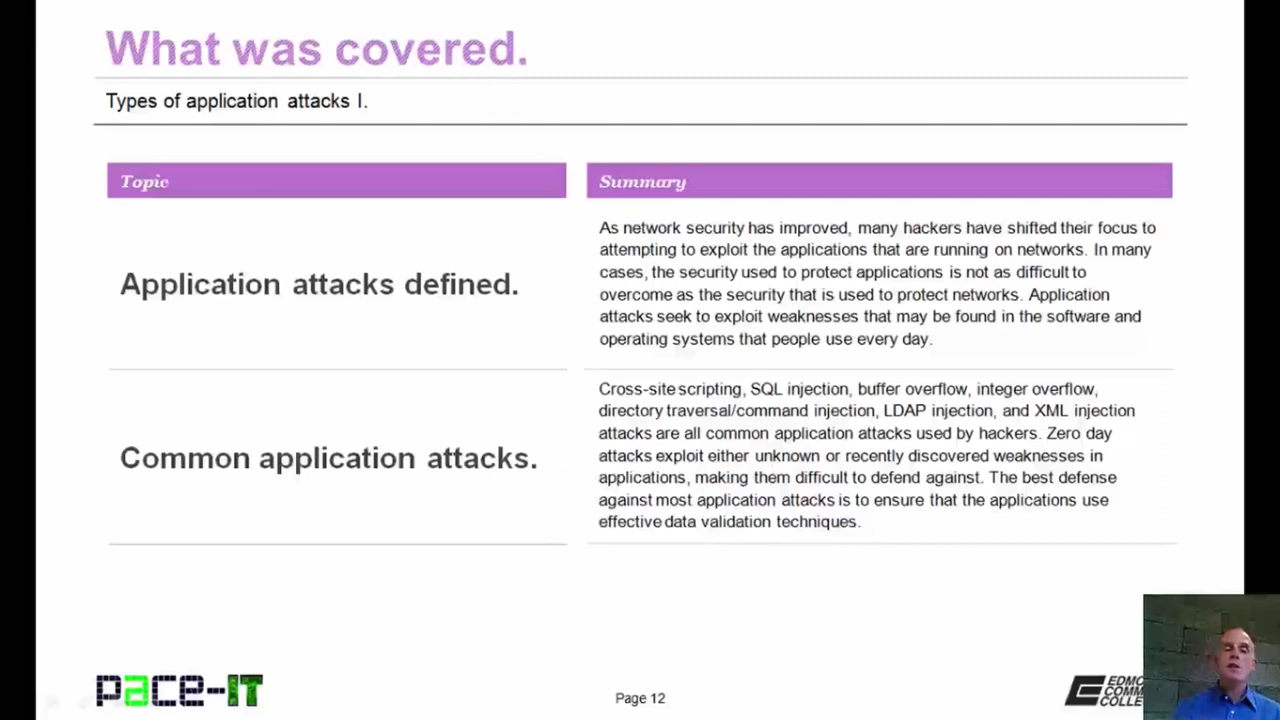 What was covered.
Types of application attacks I.
Topic
Summary
Application attacks defined.
As network security has improved, many hackers have shifted their focus to
attempting to exploit the applications that are running on networks. In many
cases, the security used to protect applications is not as difficult to
overcome as the security that is used to protect networks. Application
attacks seek to exploit weaknesses that may be found in the software and
operating systems that people use every day.
Common application attacks.
Cross-site scripting, SQL injection, buffer overflow, integer overflow,
directory traversal/command injection, LDAP injection, and XML injection
attacks are all common application attacks used by hackers. Zero day
attacks exploit either unknown or recently discovered weaknesses in
applications, making them difficult to defend against. The best defense
against most application attacks is to ensure that the applications use
effective data validation techniques.
pace-IT
Page 12